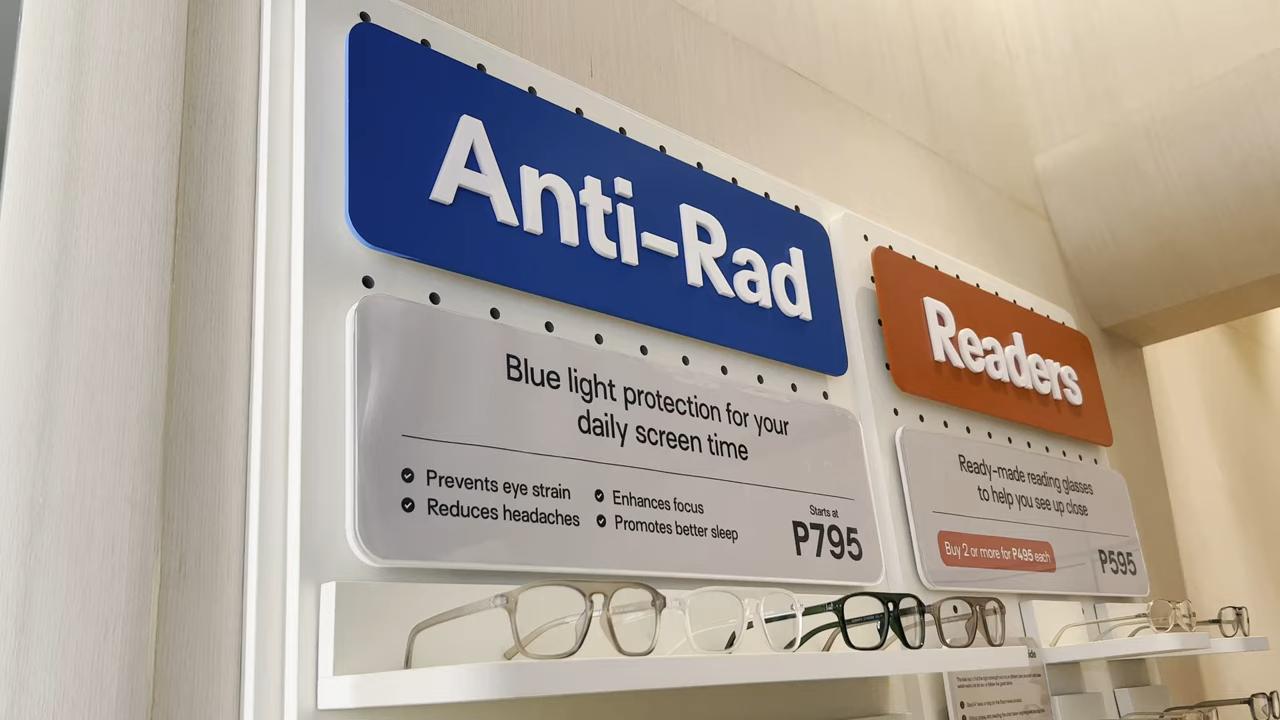 Anti-Rad
Blue light protection for your
daily screen time
Prevents eye strain
Reduces headaches
Enhances focus
Promotes better sleep
Starts at
P795
Readers
Ready-made reading glasses
to help you see up close
Buy 2 or more for P495 each
P595